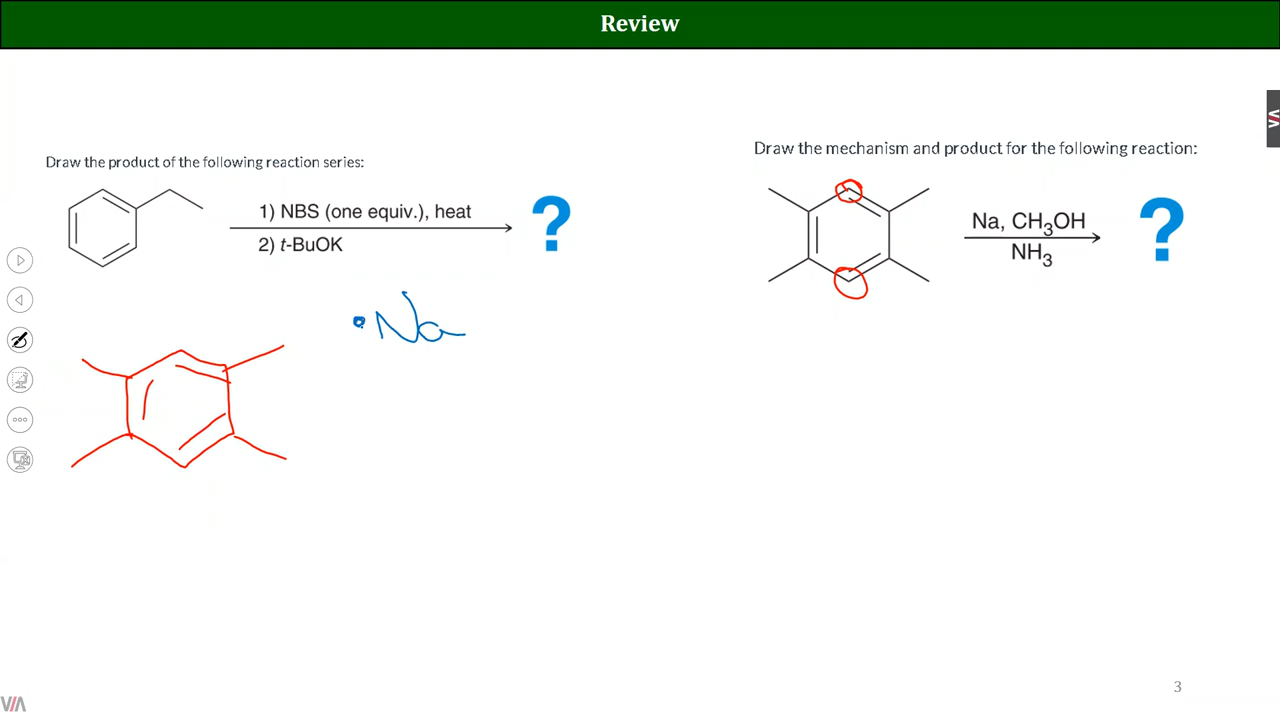 Review
Draw the product of the following reaction series:
1) NBS (one equiv.), heat
2) t-BuOK
?
Draw the mechanism and product for the following reaction:
Na, CH₃OH
NH₃
?
•Na
3
VIA